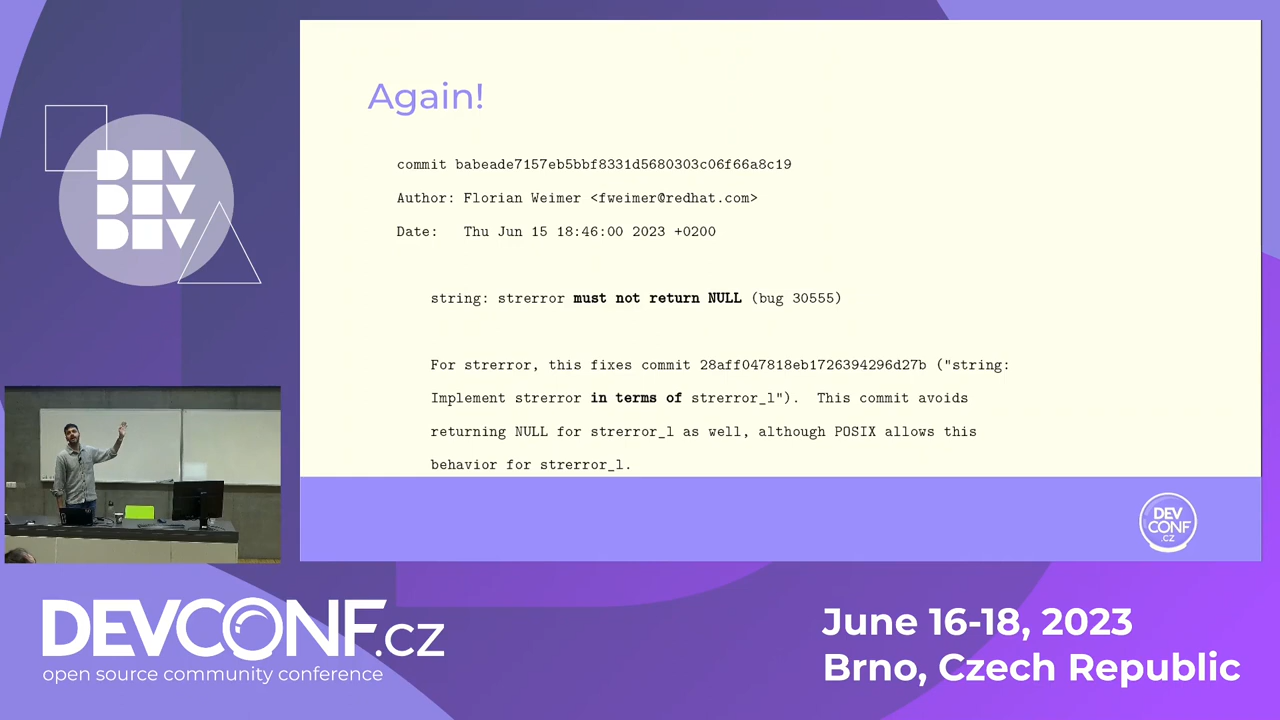 DEV
DEV
DEV
Again!
commit babeade7157eb5bbf8331d5680303c06f66a8c19
Author: Florian Weimer <fweimer@redhat.com>
Date: Thu Jun 15 18:46:00 2023 +0200
string: strerror must not return NULL (bug 30555)
For strerror, this fixes commit 28aff047818eb1726394296d27b ("string:
Implement strerror in terms of strerror_l"). This commit avoids
returning NULL for strerror_l as well, although POSIX allows this
behavior for strerror_l.
DEV
CONF
.CZ
DEVCONF.cz
open source community conference
June 16-18, 2023
Brno, Czech Republic